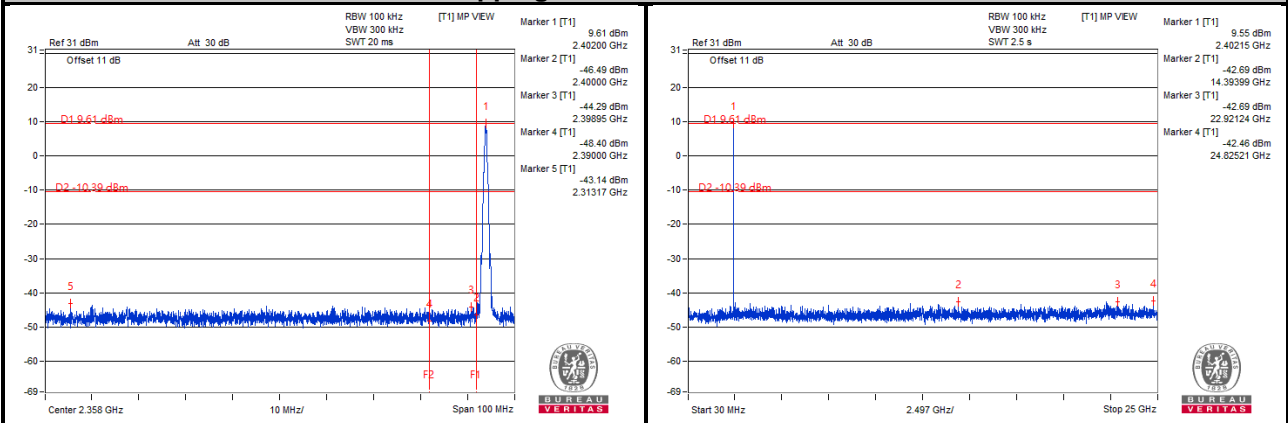 RBW 100 kHz
VBW 300 kHz
SWT 20 ms
[T1] MP VIEW
Ref 31 dBm
Att 30 dB
Offset 11 dB
Marker 1 [T1]
9.61 dBm
2.40200 GHz
Marker 2 [T1]
-46.49 dBm
2.40000 GHz
Marker 3 [T1]
-44.29 dBm
2.39895 GHz
Marker 4 [T1]
-48.40 dBm
2.39000 GHz
Marker 5 [T1]
-43.14 dBm
2.31317 GHz
31
20
10
0
-10
-20
-30
-40
-50
-60
-69
D1 9.61 dBm
D2 -10.39 dBm
1
5
4
3
2
F2
F1
Center 2.358 GHz
10 MHz/
Span 100 MHz
BUREAU VERITAS
1828
BUREAU
VERITAS
RBW 100 kHz
VBW 300 kHz
SWT 2.5 s
[T1] MP VIEW
Ref 31 dBm
Att 30 dB
Offset 11 dB
Marker 1 [T1]
9.55 dBm
2.40215 GHz
Marker 2 [T1]
-42.69 dBm
14.39399 GHz
Marker 3 [T1]
-42.69 dBm
22.92124 GHz
Marker 4 [T1]
-42.46 dBm
24.82521 GHz
31
20
10
0
-10
-20
-30
-40
-50
-60
-69
D1 9.61 dBm
D2 -10.39 dBm
1
2
3
4
Start 30 MHz
2.497 GHz/
Stop 25 GHz
BUREAU VERITAS
1828
BUREAU
VERITAS